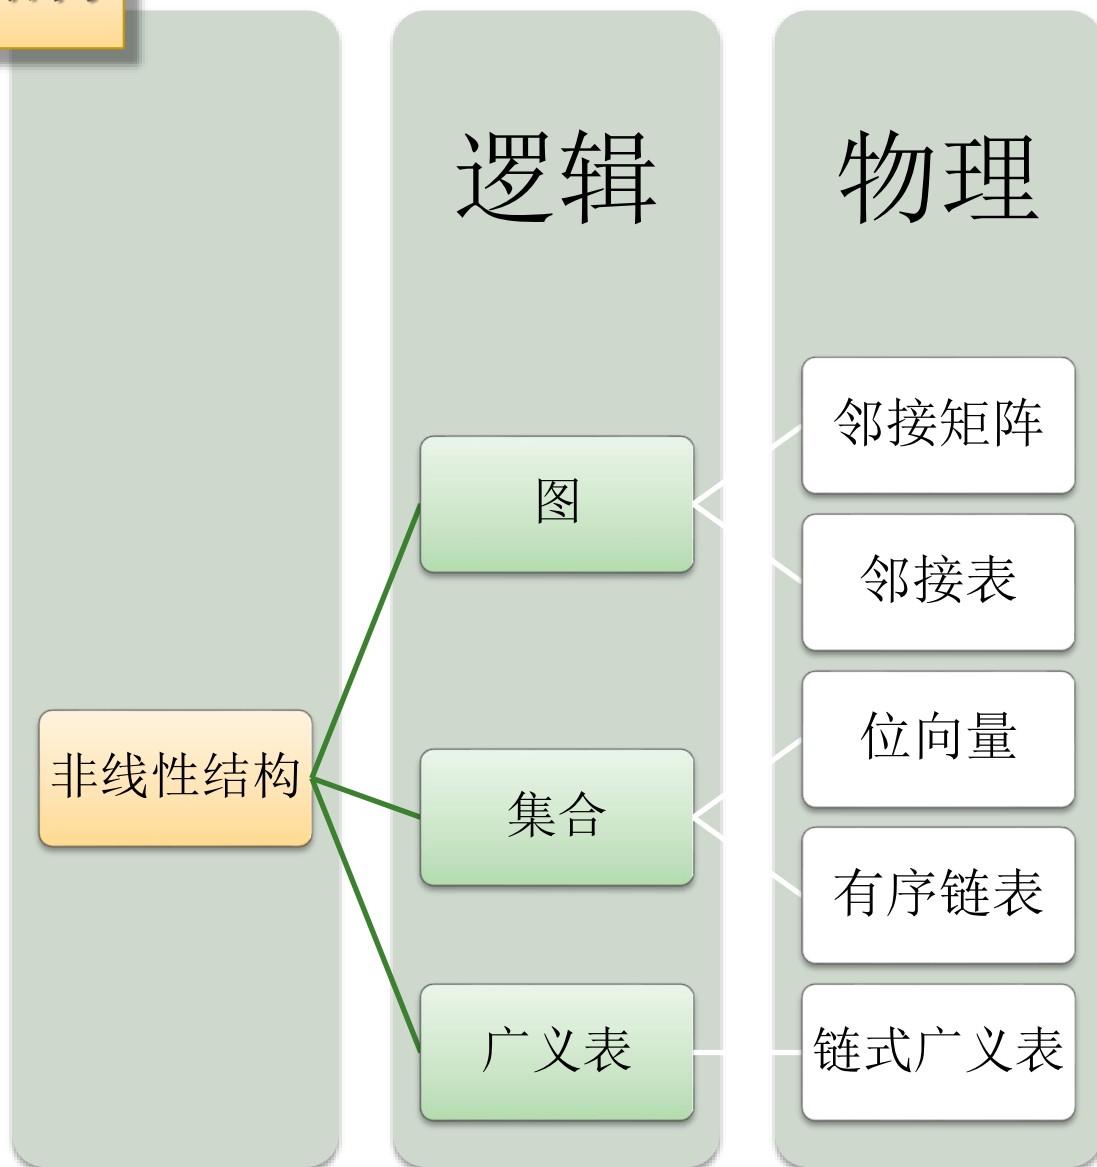 逻辑
物理
邻接矩阵
图
邻接表
位向量
非线性结构
集合
有序链表
广义表
链式广义表